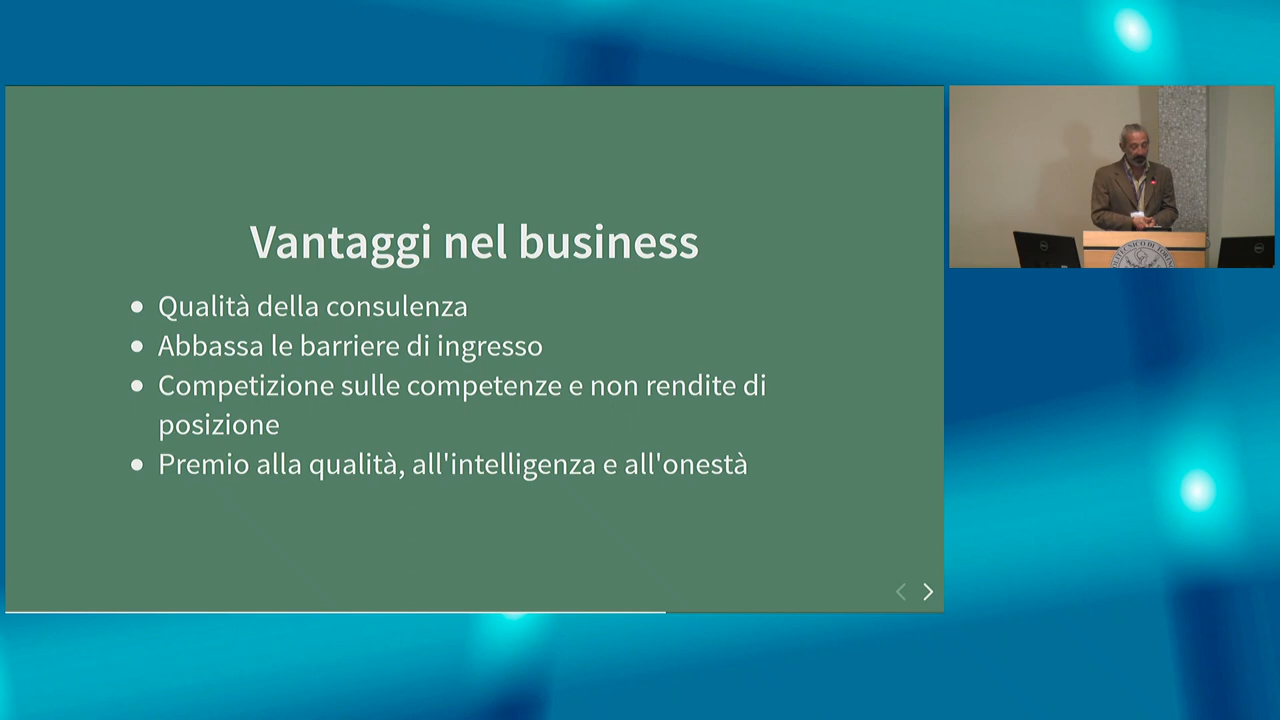 Vantaggi nel business
Qualità della consulenza
Abbassa le barriere di ingresso
Competizione sulle competenze e non rendite di
posizione
Premio alla qualità, all'intelligenza e all'onestà